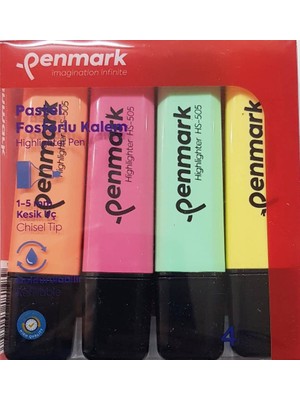 Penmark
imagination infinite
Pastel
Fosforlu Kalem
Highlighter Pen
1-5 mm
Kesik Uç
Chisel Tip
4
Penmark
Highlighter HS-505
Penmark
Highlighter HS-505
Penmark
Highlighter HS-505
Penmark